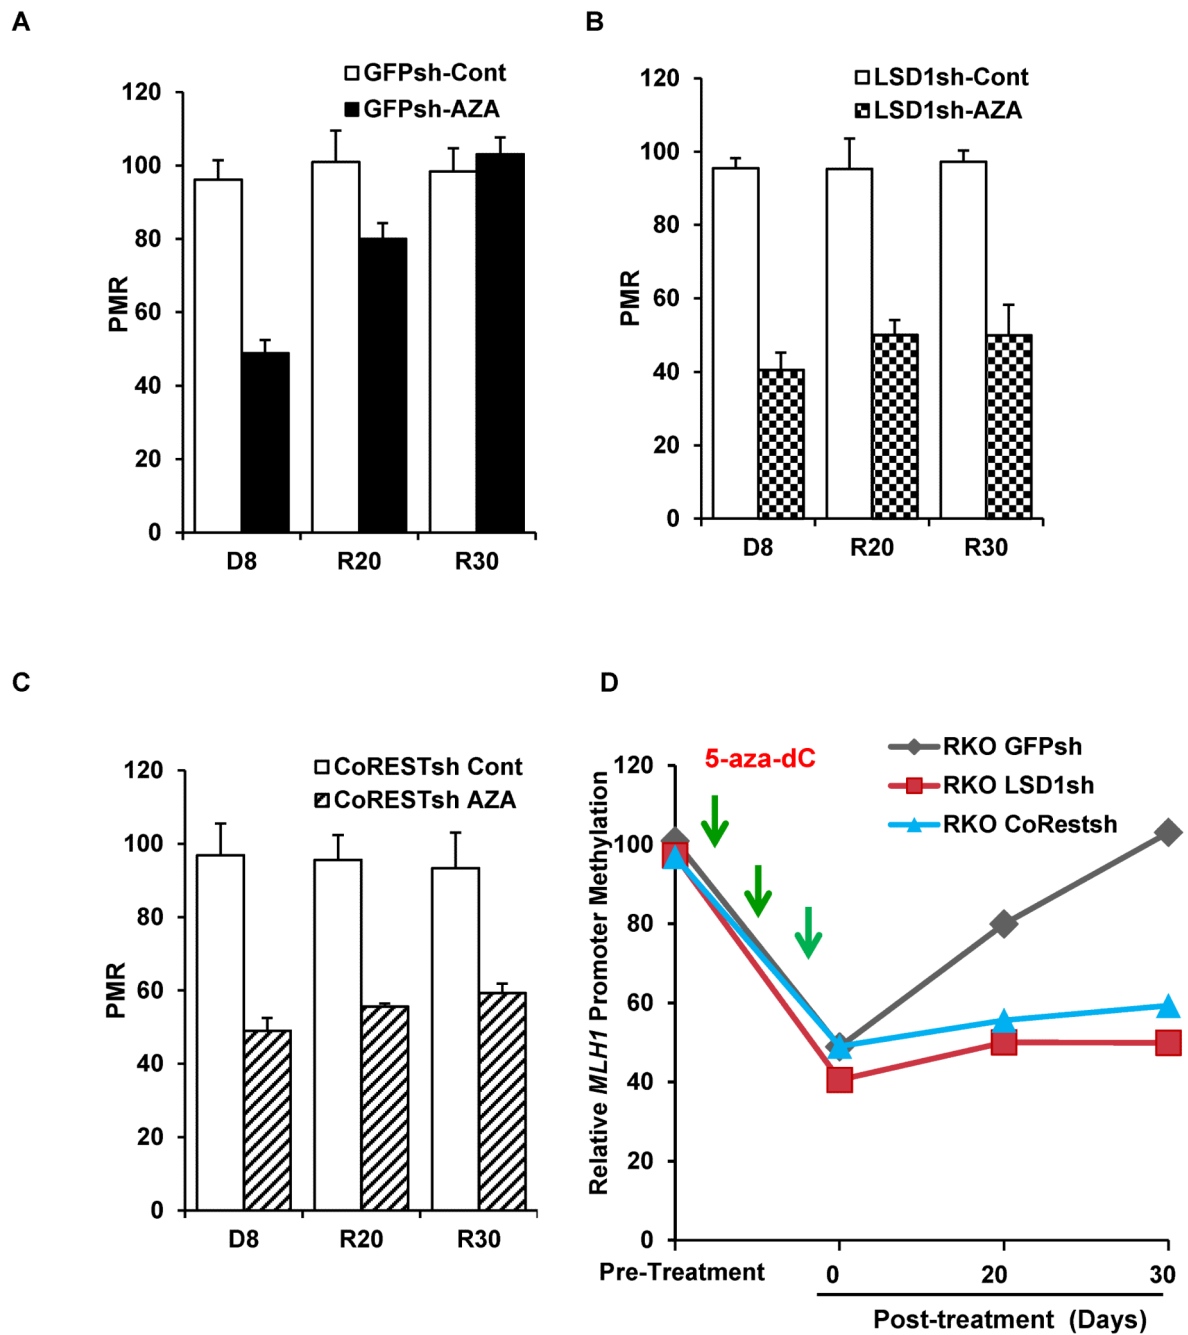 A
GFPsh-Cont
GFPsh-AZA
120
100
80
60
40
20
0
PMR
D8 R20 R30
B
LSD1sh-Cont
LSD1sh-AZA
120
100
80
60
40
20
0
PMR
D8 R20 R30
C
CoRESTsh Cont
CoRESTsh AZA
120
100
80
60
40
20
0
PMR
D8 R20 R30
D
5-aza-dC
RKO GFPsh
RKO LSD1sh
RKO CoRestsh
120
100
80
60
40
20
0
Relative MLH1 Promoter Methylation
Pre-Treatment 0 20 30
Post-treatment (Days)